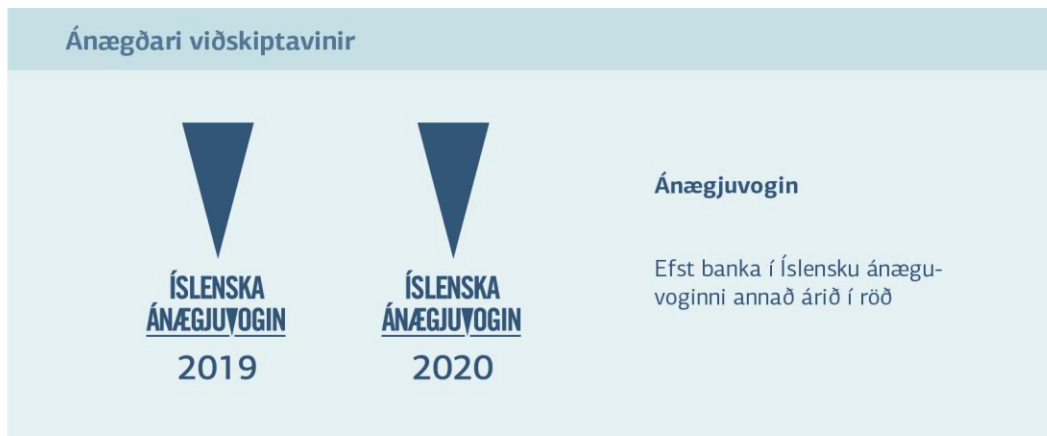 Ánægðari viðskiptavinir
ÍSLENSKA
ÁNÆGJUVOGIN
2019
ÍSLENSKA
ÁNÆGJUVOGIN
2020
Ánægjuvogin
Efst banka í Íslensku ánægu-
voginni annað árið í röð